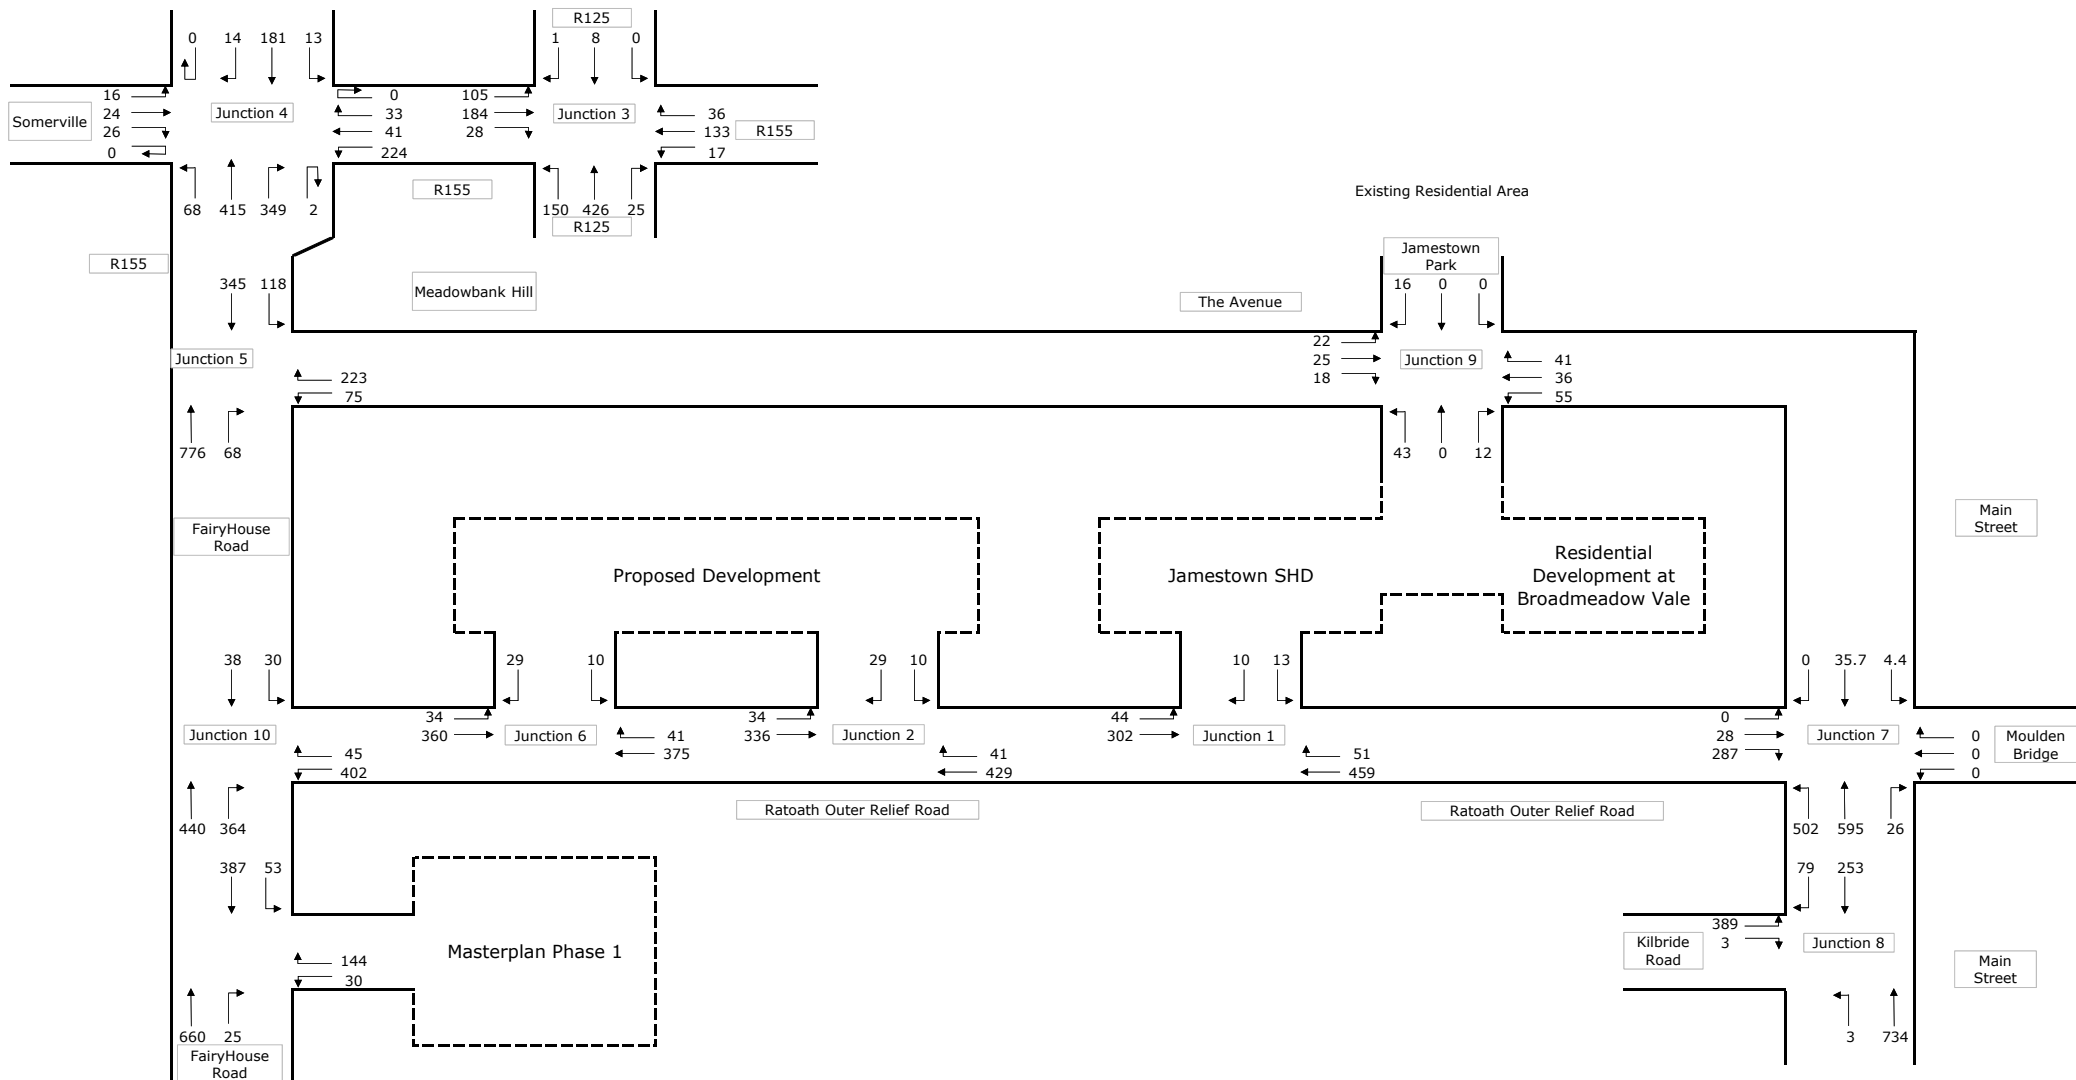 R125
0 14 181 13
1 8 0
16
24
26
0
Somerville
Junction 4
0
33
41
224
105
184
28
Junction 3
36
133
17
R155
68 415 349 2
R155
150 426 25
R125
Existing Residential Area
R155
345 118
Meadowbank Hill
The Avenue
Jamestown
Park
16 0 0
Junction 5
22
25
18
Junction 9
41
36
55
223
75
776 68
43 0 12
FairyHouse
Road
Main
Street
Proposed Development
Jamestown SHD
Residential
Development at
Broadmeadow Vale
38 30
29 10
29 10
10 13
0 35.7 4.4
Junction 10
34
360
Junction 6
41
375
34
336
Junction 2
41
429
44
302
Junction 1
51
459
0
28
287
Junction 7
0
0
0
Moulden
Bridge
45
402
Ratoath Outer Relief Road
Ratoath Outer Relief Road
440 364
502 595 26
387 53
79 253
Masterplan Phase 1
389
3
Kilbride
Road
Junction 8
Main
Street
144
30
660 25
3 734
FairyHouse
Road